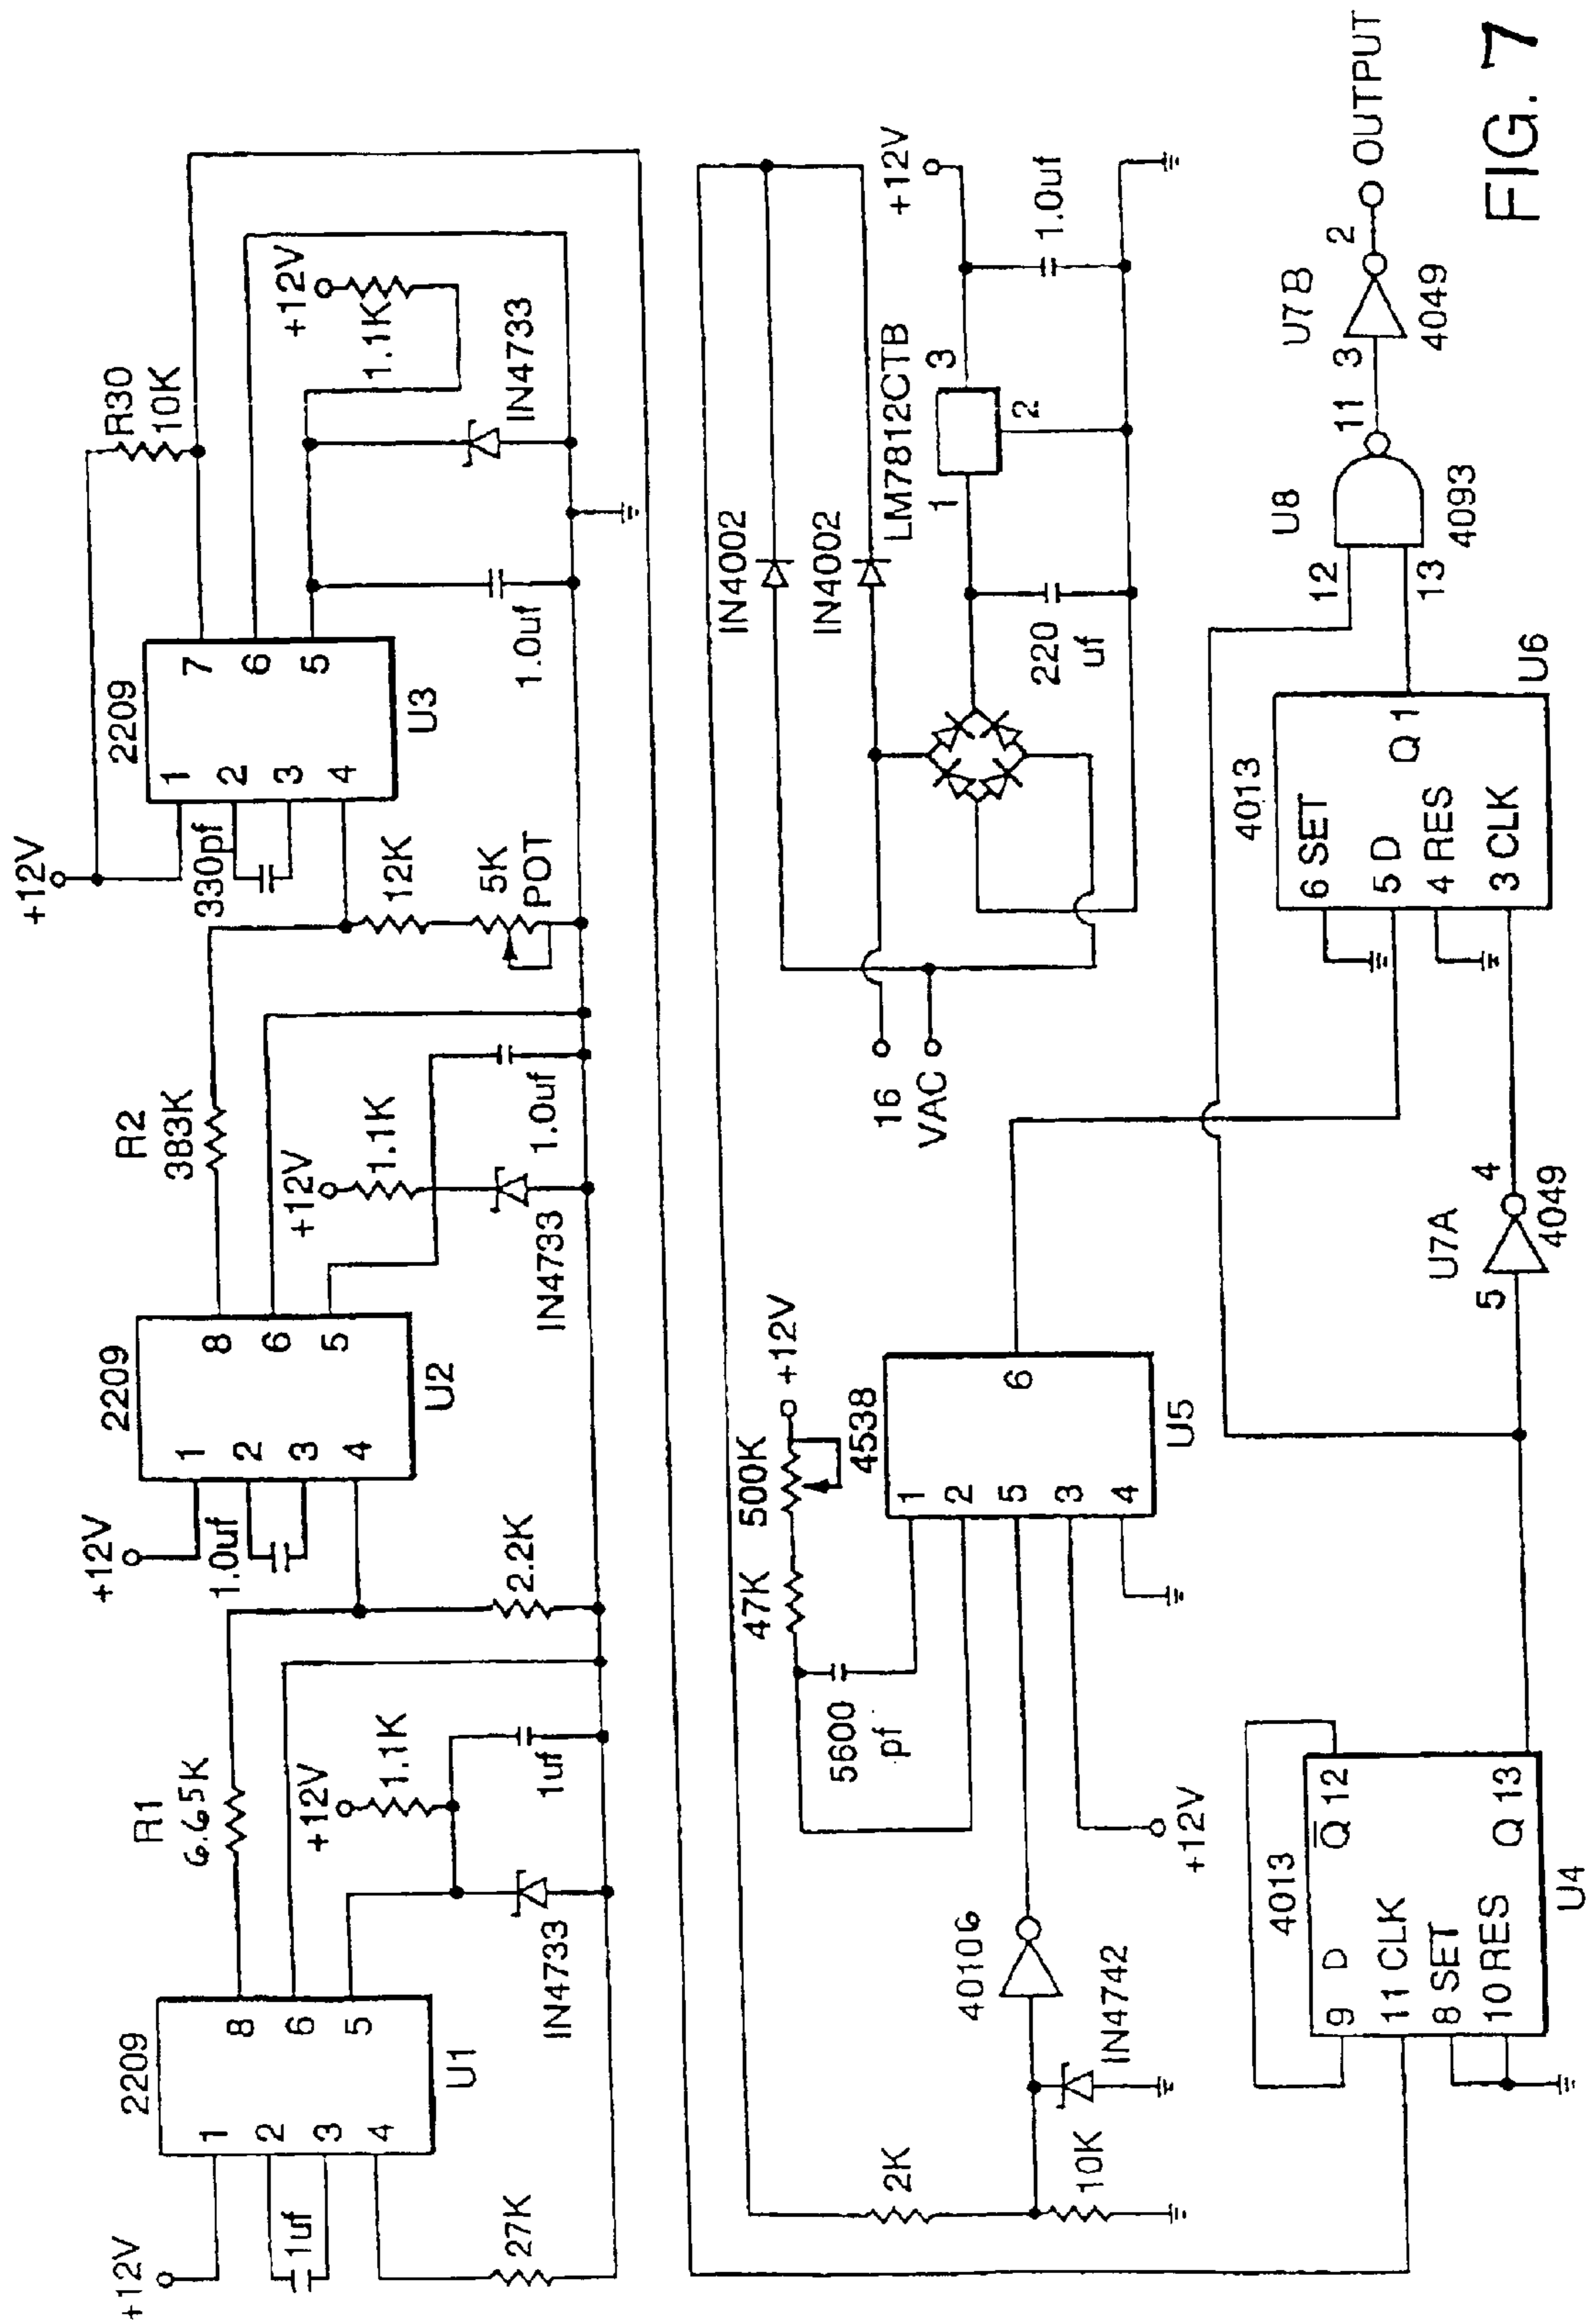 +12V
2209
1
2
3
4
8
6
5
U1
1uf
27K
R1
6.65K
+12V
1.1K
1uf
IN4733
2.2K
+12V
2209
1
2
3
4
8
6
5
U2
1.0uf
R2
383K
+12V
1.1K
1.0uf
IN4733
+12V
2209
1
2
3
4
7
6
5
U3
330pf
12K
5K
POT
R30
10K
+12V
1.1K
1.0uf
IN4733
2K
10K
40106
IN4742
5600
pf
47K
500K
+12V
4538
1
2
5
3
4
6
U5
+12V
16
VAC
IN4002
IN4002
LM7812CTB
1
3
2
220
uf
+12V
1.0uf
4013
9 D
11 CLK
8 SET
10 RES
Q 12
Q 13
U4
U7A
5
4
4049
4013
6 SET
5 D
4 RES
3 CLK
Q 1
U6
U8
12
13
11
4093
U7B
3
2
4049
OUTPUT
FIG. 7